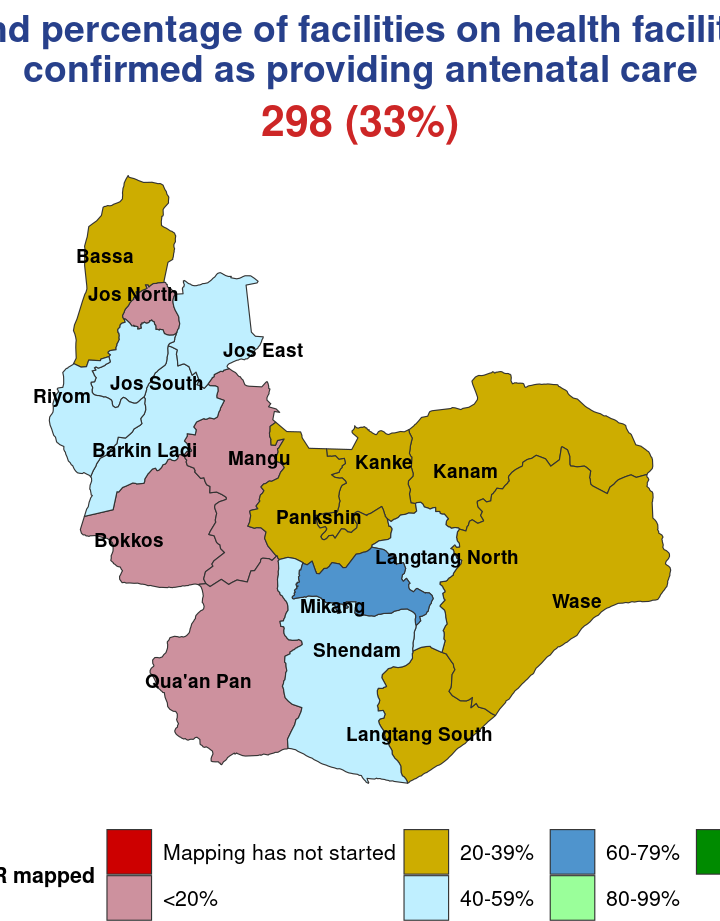 percentage of facilities on health
confirmed as providing antenatal care
298 (33%)
Bassa
Jos North
Jos East
Jos South
Riyom
Barkin Ladi
Mangu
Kanke
Kanam
Pankshin
Bokkos
Langtang North
Wase
Mikang
Shendam
Qua'an Pan
Langtang South
Mapping has not started
20-39%
60-79%
mapped
<20%
40-59%
80-99%